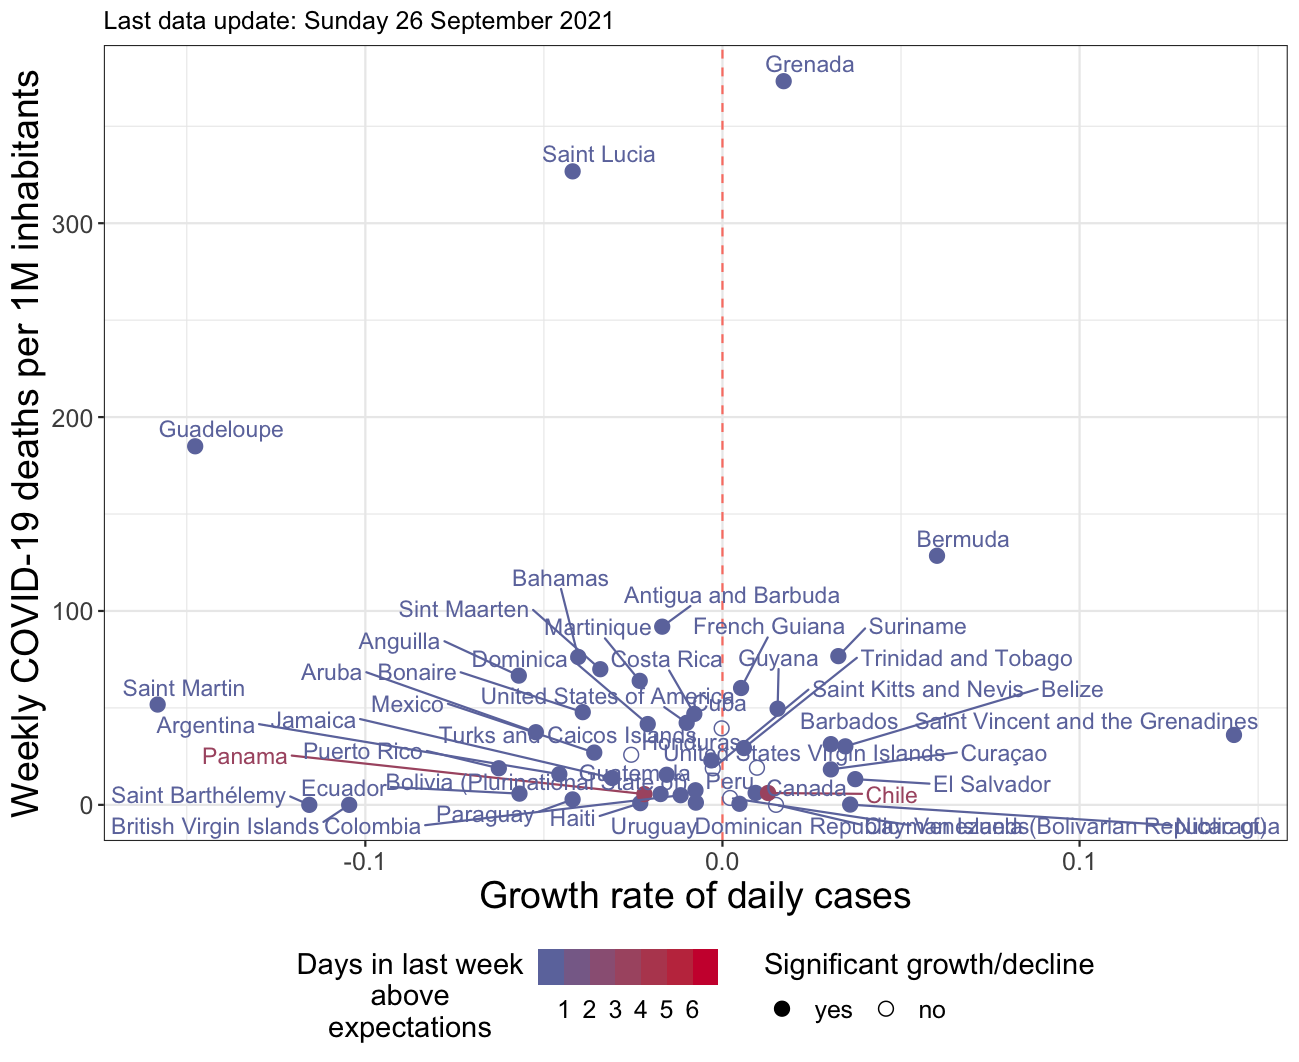 Last data update: Sunday 26 September 2021
Weekly COVID-19 deaths per 1M inhabitants
300
200
100
0
Grenada
Saint Lucia
Guadeloupe
Bermuda
Bahamas
Antigua and Barbuda
Sint Maarten
Martinique
French Guiana
Suriname
Anguilla
Dominica
Costa Rica
Guyana
Trinidad and Tobago
Aruba
Bonaire
Saint Martin
United States of America
Cuba
Saint Kitts and Nevis
Belize
Mexico
Argentina
Jamaica
Turks and Caicos Islands
Honduras
Barbados
Saint Vincent and the Grenadines
Panama
Puerto Rico
United States Virgin Islands
Curaçao
Guatemala
Bolivia (Plurinational State of)
Peru
Canada
El Salvador
Saint Barthélemy
Ecuador
Chile
Paraguay
Haiti
British Virgin Islands
Colombia
Uruguay
Dominican Republic
Cayman Islands
Venezuela (Bolivarian Republic of)
Nicaragua
-0.1
0.0
0.1
Growth rate of daily cases
Days in last week
above
expectations
1 2 3 4 5 6
Significant growth/decline
yes
no